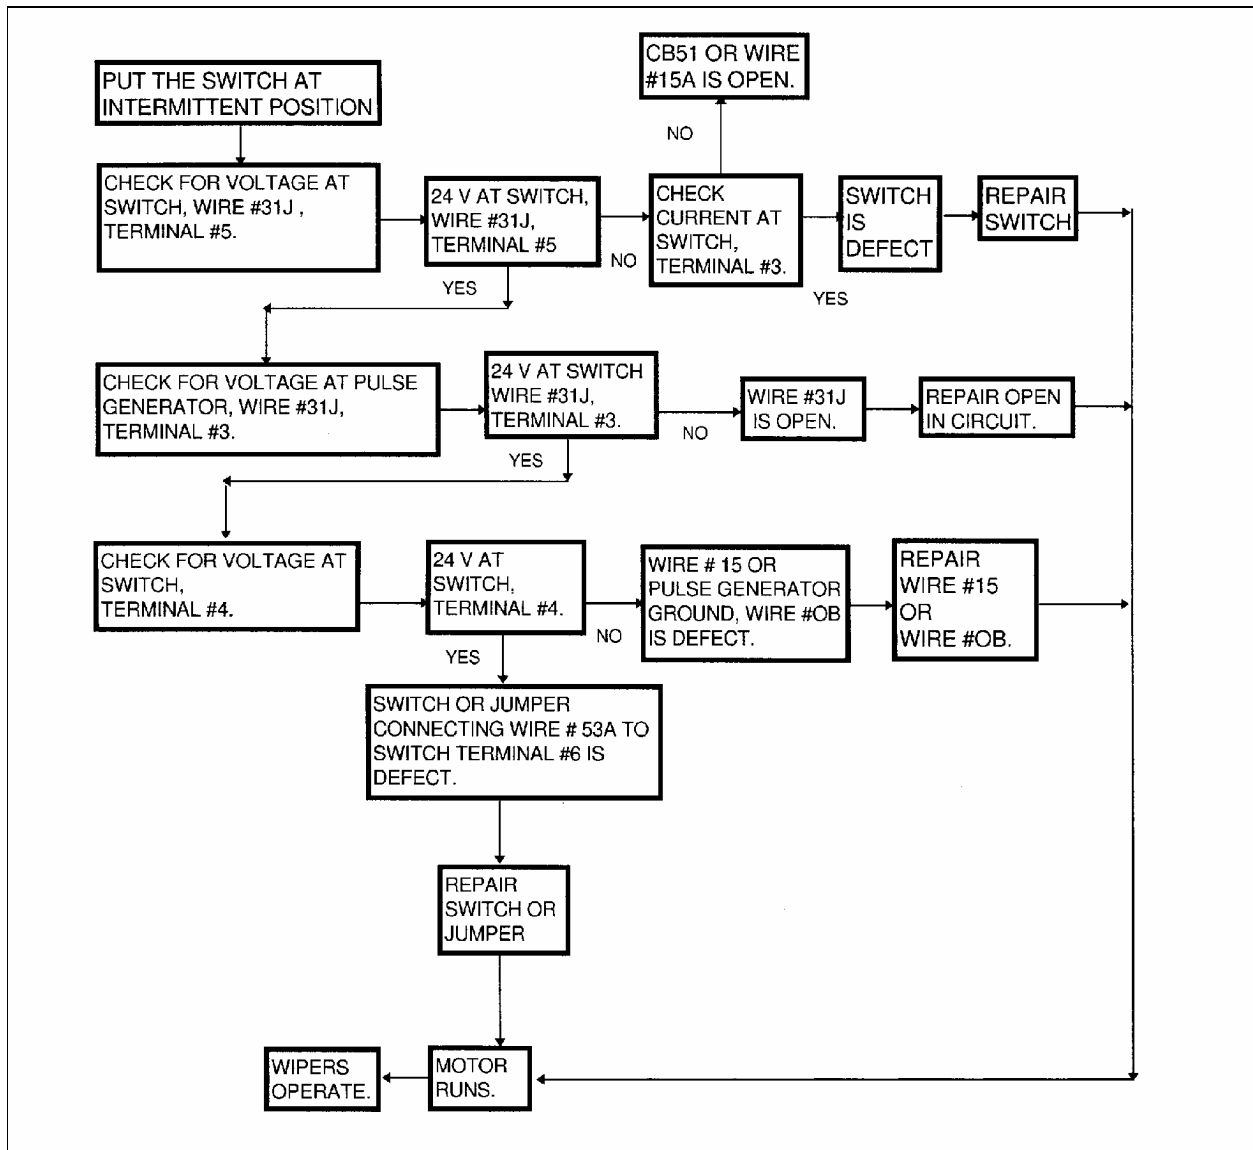 PUT THE SWITCH AT
INTERMITTENT POSITION
CB51 OR WIRE
#15A IS OPEN.
NO
CHECK FOR VOLTAGE AT
SWITCH, WIRE #31J ,
TERMINAL #5.
24 V AT SWITCH,
WIRE #31J,
TERMINAL #5
NO
YES
CHECK
CURRENT AT
SWITCH,
TERMINAL #3.
YES
SWITCH
IS
DEFECT
REPAIR
SWITCH
CHECK FOR VOLTAGE AT PULSE
GENERATOR, WIRE #31J,
TERMINAL #3.
24 V AT SWITCH
WIRE #31J,
TERMINAL #3.
NO
YES
WIRE #31J
IS OPEN.
REPAIR OPEN
IN CIRCUIT.
CHECK FOR VOLTAGE AT
SWITCH,
TERMINAL #4.
24 V AT
SWITCH,
TERMINAL #4.
NO
YES
WIRE # 15 OR
PULSE GENERATOR
GROUND, WIRE #OB
IS DEFECT.
REPAIR
WIRE #15
OR
WIRE #OB.
SWITCH OR JUMPER
CONNECTING WIRE # 53A TO
SWITCH TERMINAL #6 IS
DEFECT.
REPAIR
SWITCH OR
JUMPER
WIPERS
OPERATE.
MOTOR
RUNS.